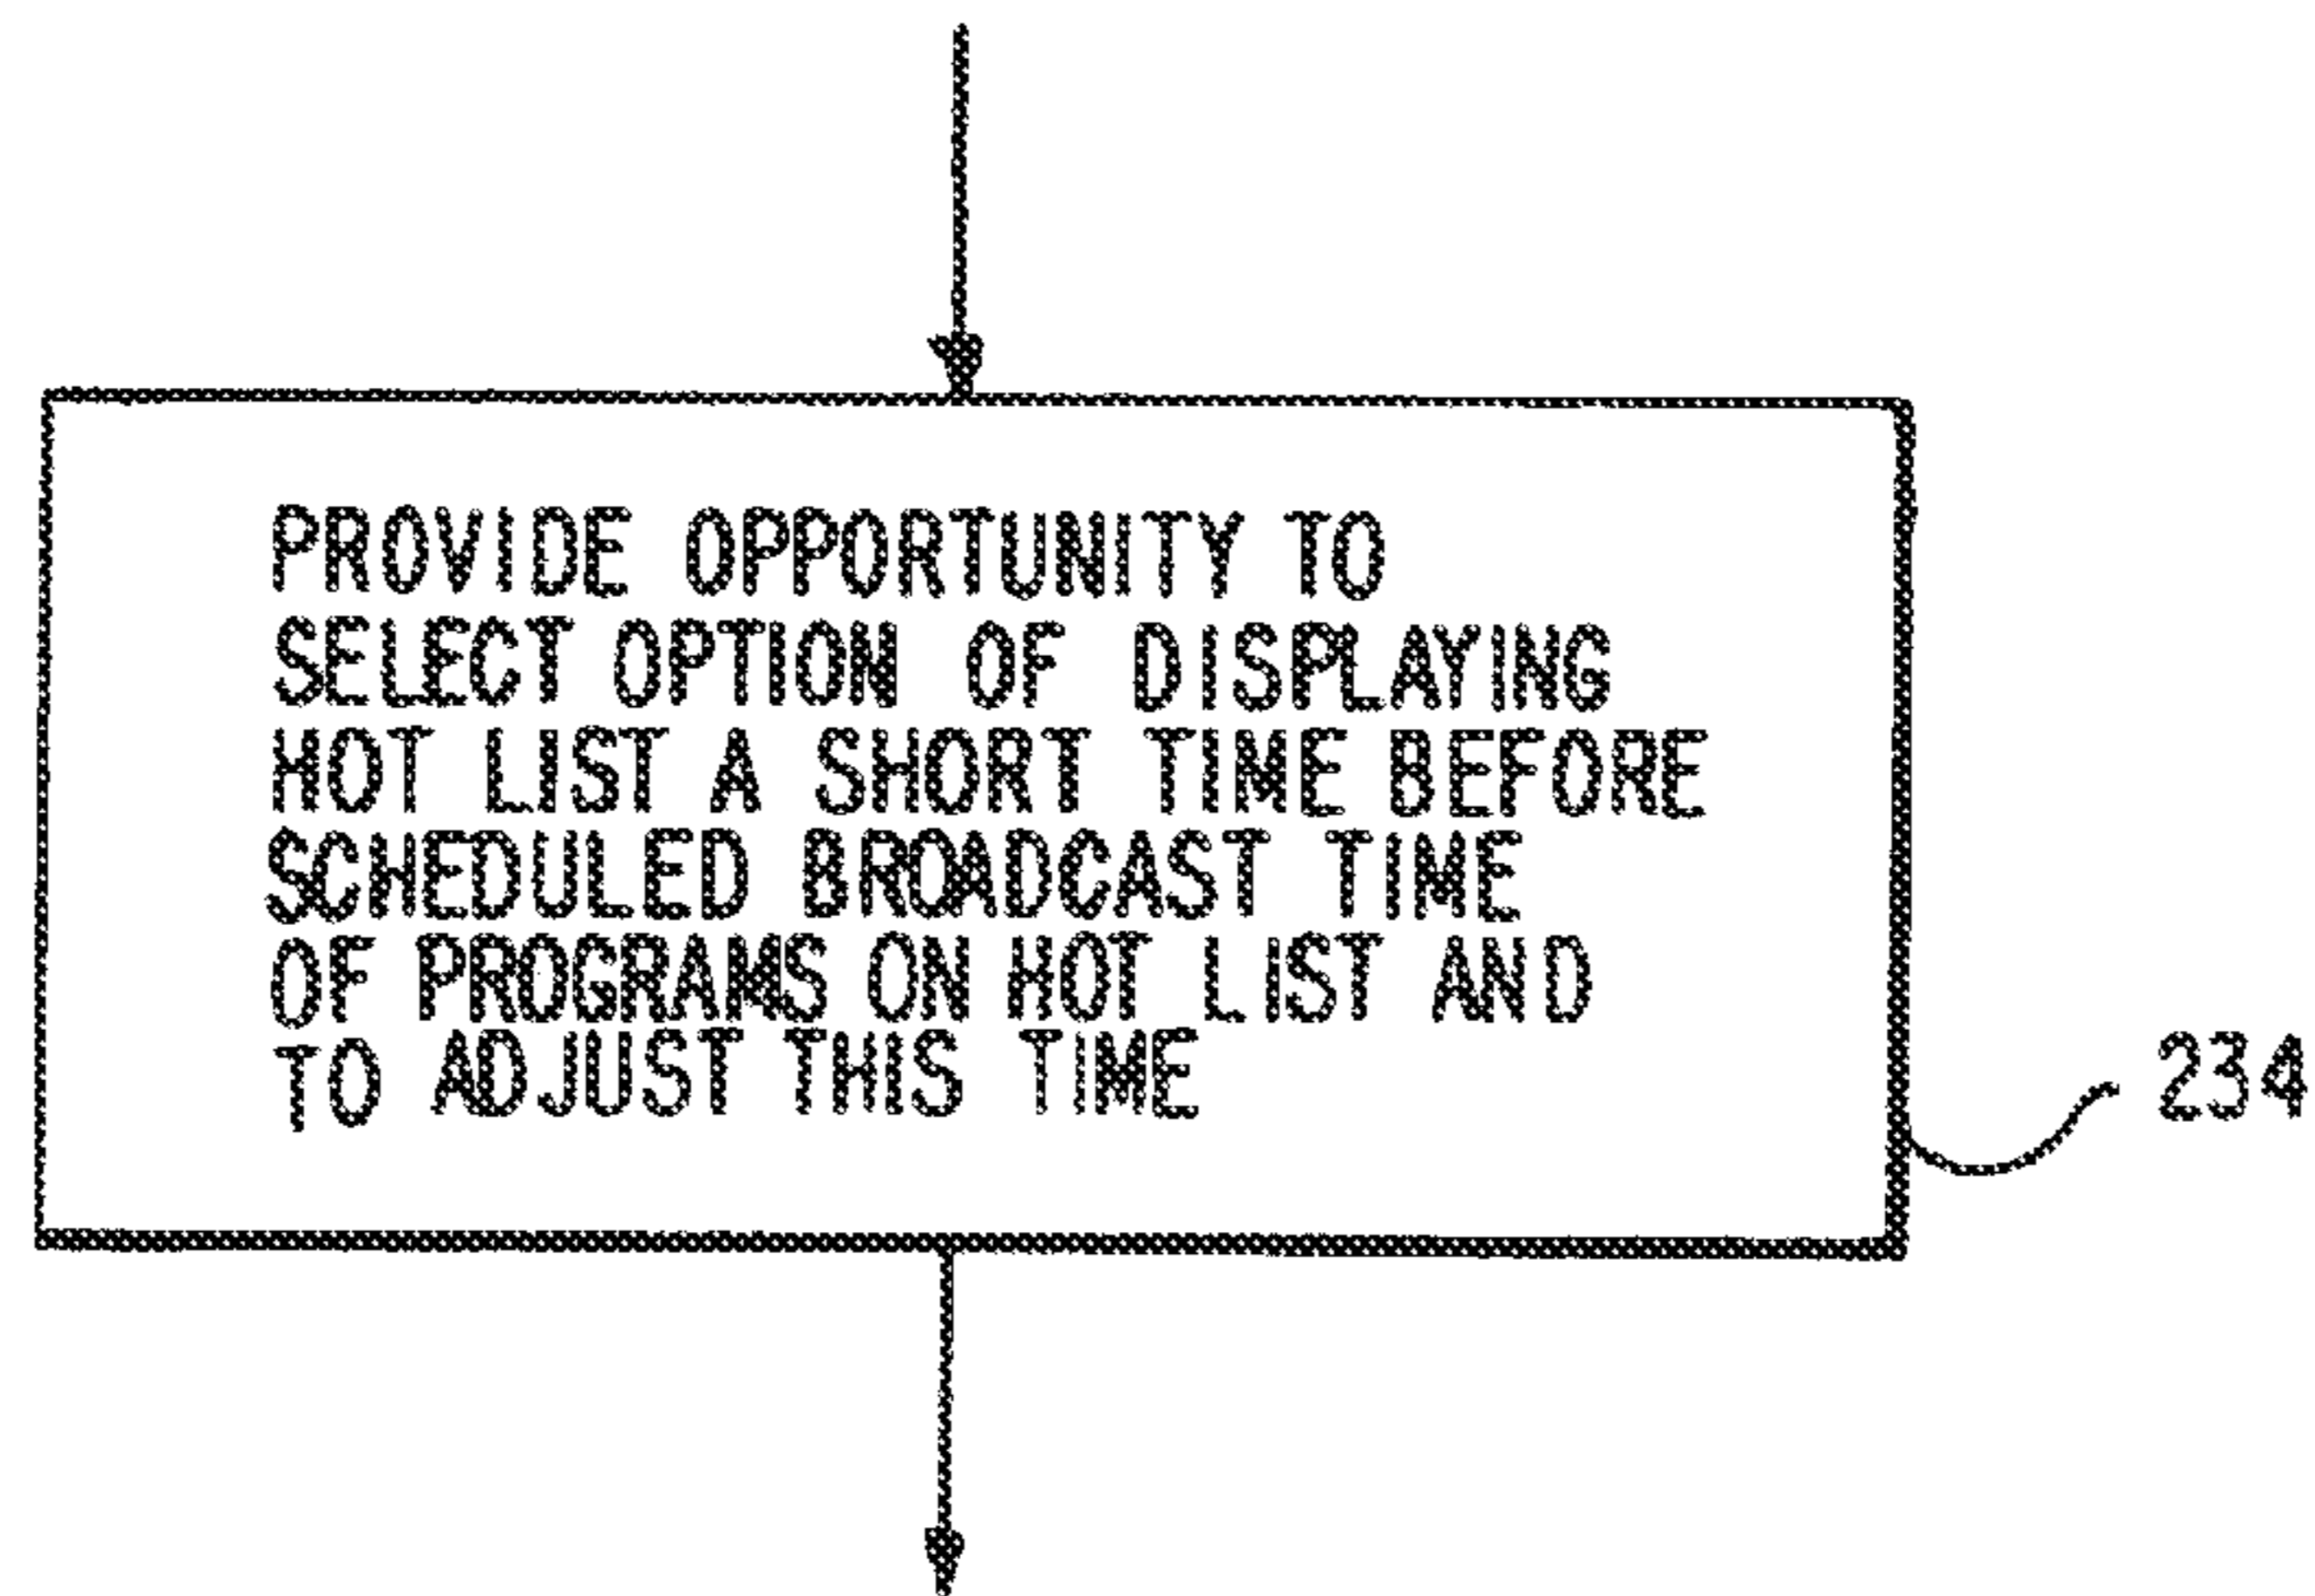 PROVIDE OPPORTUNITY TO
SELECT OPTION OF DISPLAYING
HOT LIST A SHORT TIME BEFORE
SCHEDULED BROADCAST TIME
OF PROGRAMS ON HOT LIST AND
TO ADJUST THIS TIME
234